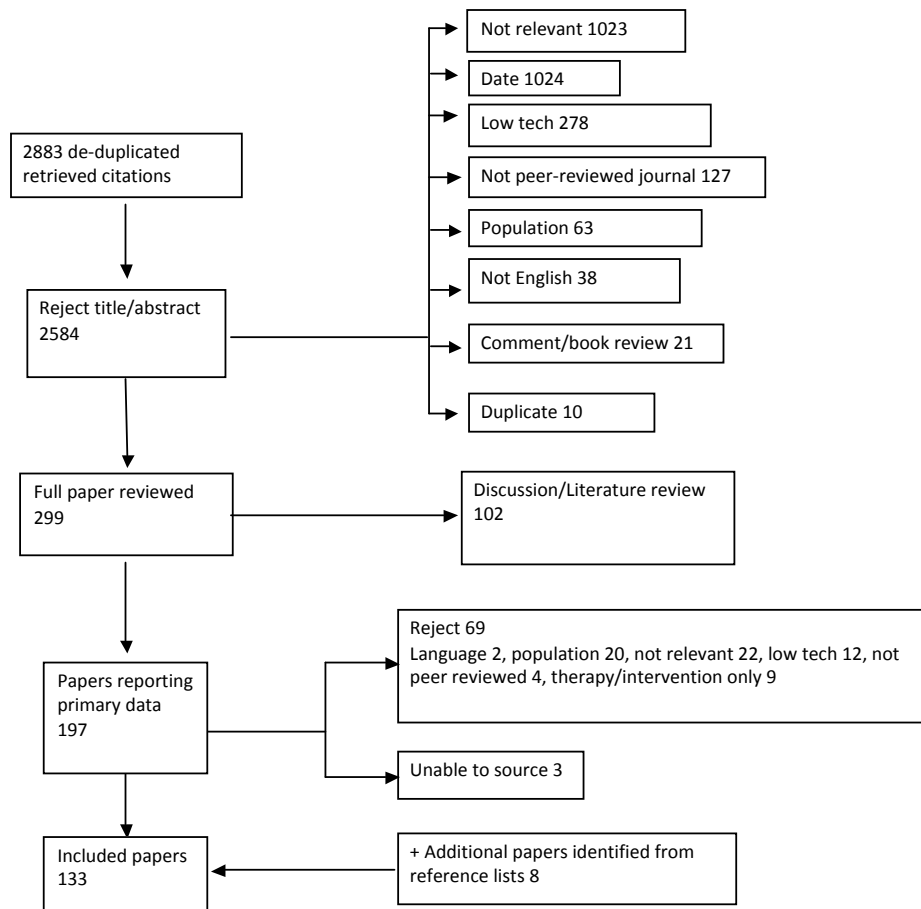 Not relevant 1023
Date 1024
Low tech 278
2883 de-duplicated
retrieved citations
Not peer-reviewed journal 127
Population 63
Not English 38
Reject title/abstract
2584
Comment/book review 21
Duplicate 10
Full paper reviewed
299
Discussion/Literature review
102
Reject 69
Language 2, population 20, not relevant 22, low tech 12, not
peer reviewed 4, therapy/intervention only 9
Papers reporting
primary data
197
Unable to source 3
Included papers
133
+ Additional papers identified from
reference lists 8